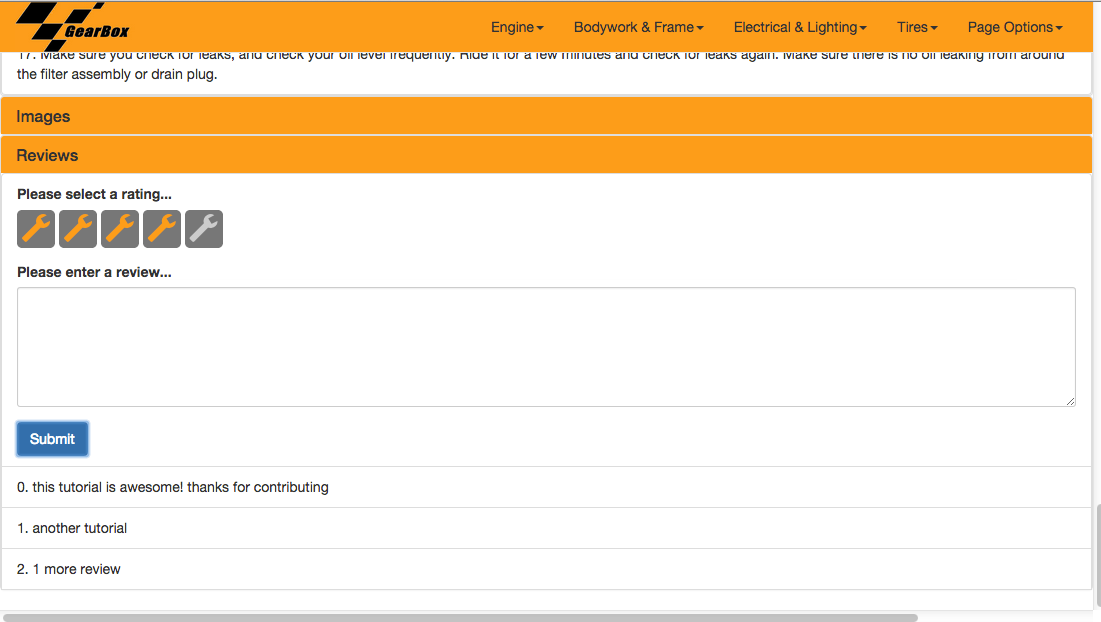 GearBox
Engine
Bodywork & Frame
Electrical & Lighting
Tires
Page Options
17. Make sure you check for leaks, and check your oil level frequently. Ride it for a few minutes and check for leaks again. Make sure there is no oil leaking from around
the filter assembly or drain plug.
Images
Reviews
Please select a rating...
Please enter a review...
Submit
0. this tutorial is awesome! thanks for contributing
1. another tutorial
2. 1 more review